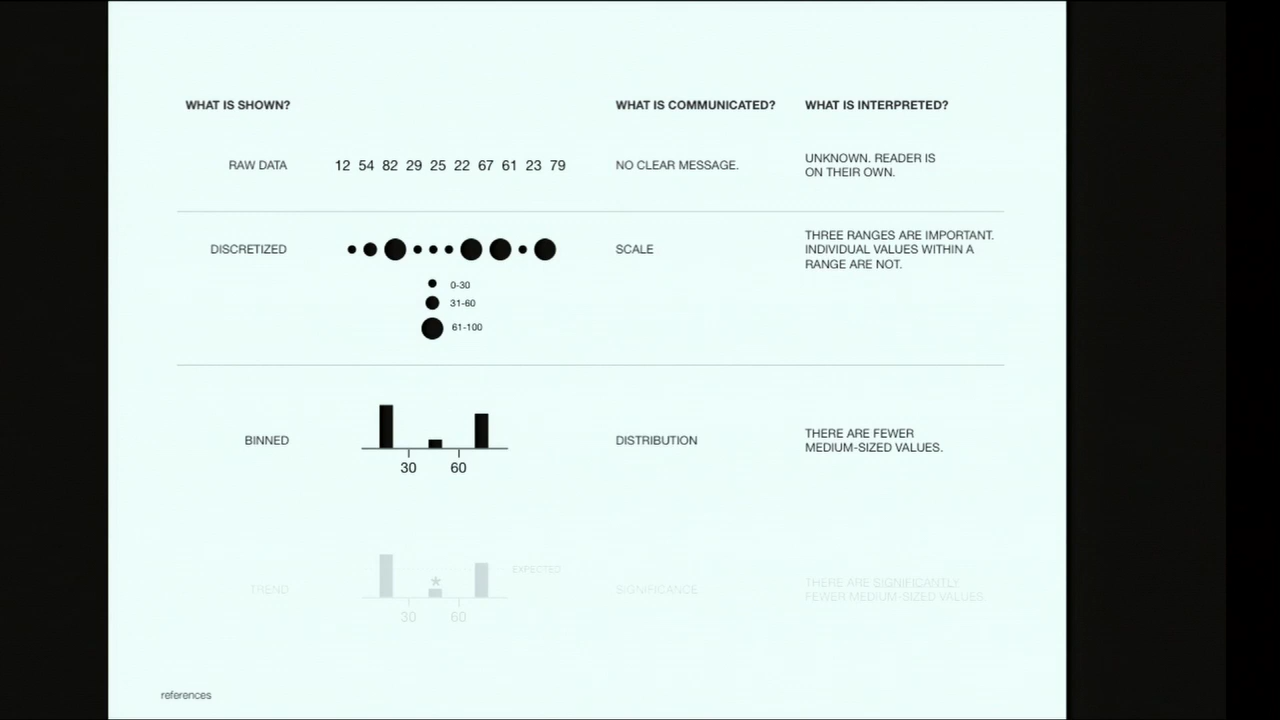 WHAT IS SHOWN?
WHAT IS COMMUNICATED?
WHAT IS INTERPRETED?
RAW DATA
12 54 82 29 25 22 67 61 23 79
NO CLEAR MESSAGE.
UNKNOWN. READER IS
ON THEIR OWN.
DISCRETIZED
0-30
31-60
61-100
SCALE
THREE RANGES ARE IMPORTANT.
INDIVIDUAL VALUES WITHIN A
RANGE ARE NOT.
BINNED
30 60
DISTRIBUTION
THERE ARE FEWER
MEDIUM-SIZED VALUES.
TREND
*
EXPECTED
30 60
SIGNIFICANCE
THERE ARE SIGNIFICANTLY
FEWER MEDIUM-SIZED VALUES.
references